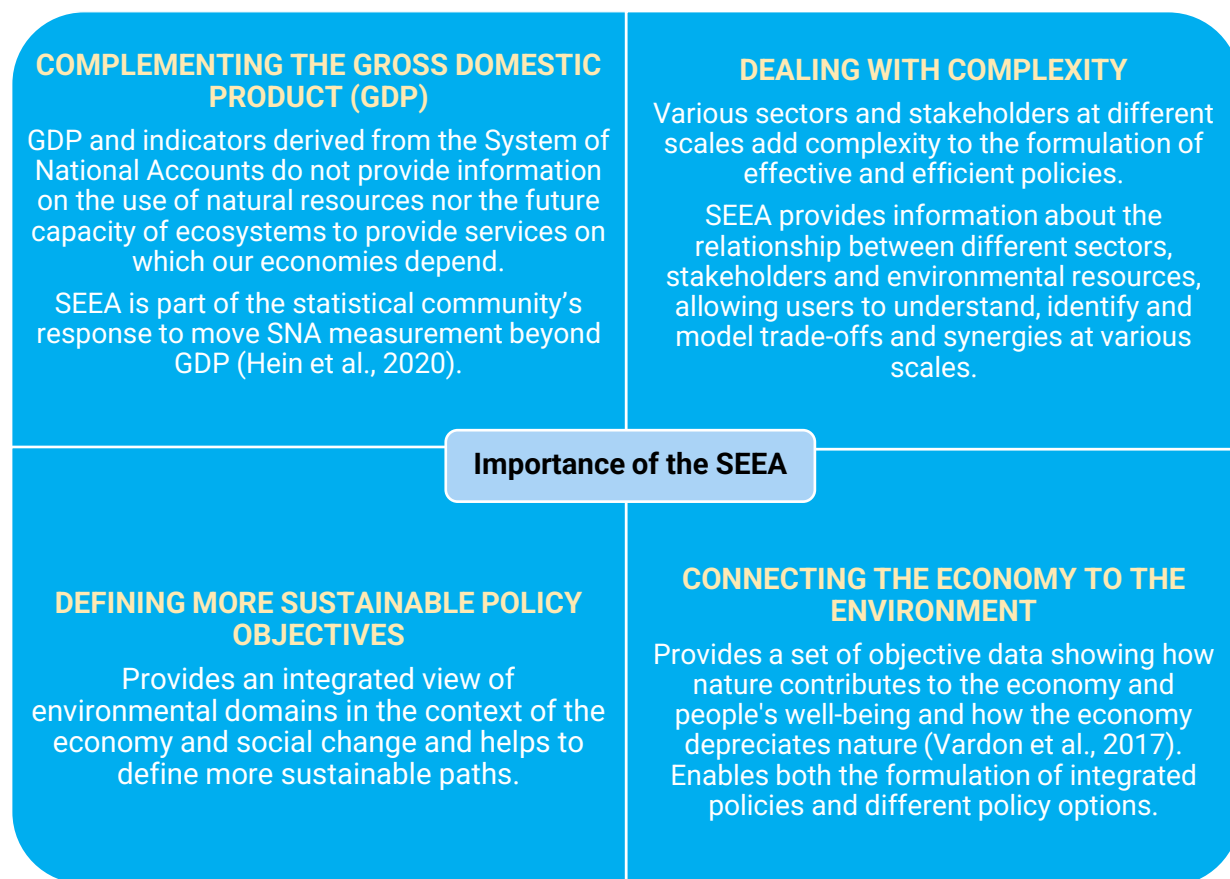 COMPLEMENTING THE GROSS DOMESTIC
PRODUCT (GDP)
GDP and indicators derived from the System of
National Accounts do not provide information
on the use of natural resources nor the future
capacity of ecosystems to provide services on
which our economies depend.
SEEA is part of the statistical community’s
response to move SNA measurement beyond
GDP (Hein et al., 2020).
DEALING WITH COMPLEXITY
Various sectors and stakeholders at different
scales add complexity to the formulation of
effective and efficient policies.
SEEA provides information about the
relationship between different sectors,
stakeholders and environmental resources,
allowing users to understand, identify and
model trade-offs and synergies at various
scales.
Importance of the SEEA
DEFINING MORE SUSTAINABLE POLICY
OBJECTIVES
Provides an integrated view of
environmental domains in the context of the
economy and social change and helps to
define more sustainable paths.
CONNECTING THE ECONOMY TO THE
ENVIRONMENT
Provides a set of objective data showing how
nature contributes to the economy and
people's well-being and how the economy
depreciates nature (Vardon et al., 2017).
Enables both the formulation of integrated
policies and different policy options.